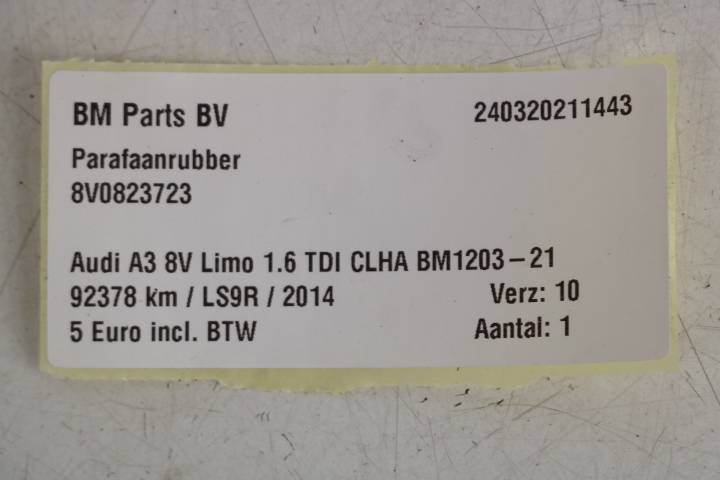 BM Parts BV 240320211443
Parafaanrubber
8V0823723
Audi A3 8V Limo 1.6 TDI CLHA BM1203-21
92378 km / LS9R / 2014 Verz: 10
5 Euro incl. BTW Aantal: 1